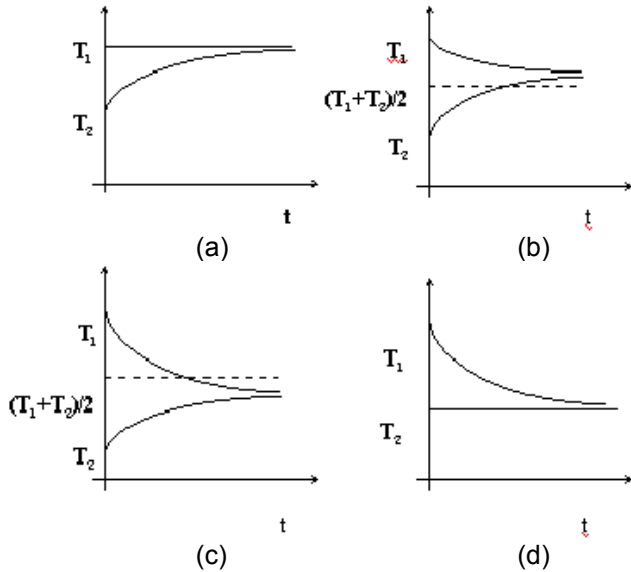 T₁
T₂
t
(a)
T₁
(T₁+T₂)/2
T₂
t
(b)
T₁
(T₁+T₂)/2
T₂
t
(c)
T₁
T₂
t
(d)